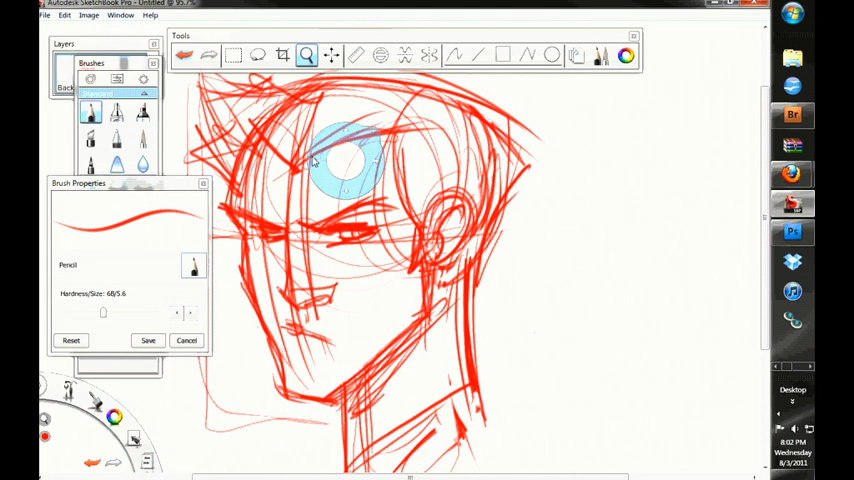 Autodesk SketchBook Pro - Untitled @ 95.7%
File Edit Image Window Help
Tools
Layers
Back
Brushes
Standard
Brush Properties
Pencil
Hardness/Size: 6B/5.6
Reset Save Cancel
Br
Ps
Desktop
8:02 PM
Wednesday
8/3/2011